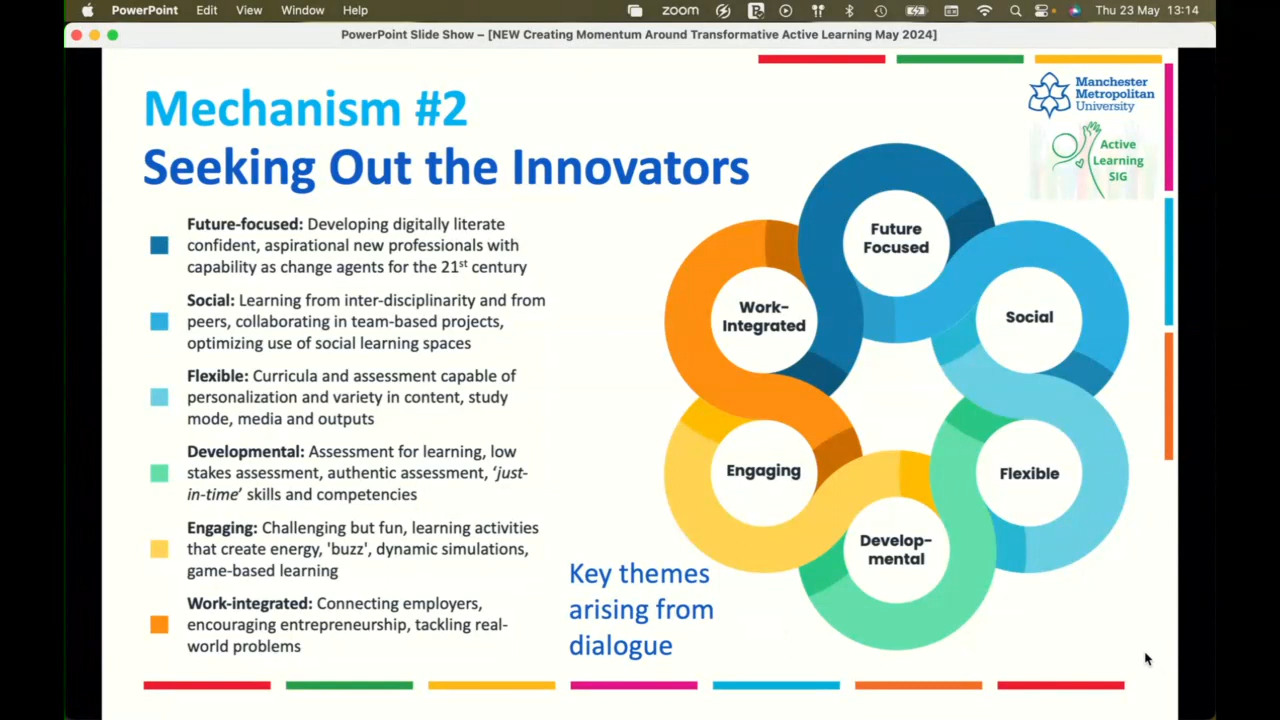 PowerPoint Edit View Window Help zoom Thu 23 May 13:14
PowerPoint Slide Show – [NEW Creating Momentum Around Transformative Active Learning May 2024]
Manchester
Metropolitan
University
Active
Learning
SIG
Mechanism #2
Seeking Out the Innovators
Future-focused: Developing digitally literate
confident, aspirational new professionals with
capability as change agents for the 21st century
Social: Learning from inter-disciplinarity and from
peers, collaborating in team-based projects,
optimizing use of social learning spaces
Flexible: Curricula and assessment capable of
personalization and variety in content, study
mode, media and outputs
Developmental: Assessment for learning, low
stakes assessment, authentic assessment, ‘just-
in-time’ skills and competencies
Engaging: Challenging but fun, learning activities
that create energy, 'buzz', dynamic simulations,
game-based learning
Work-integrated: Connecting employers,
encouraging entrepreneurship, tackling real-
world problems
Key themes
arising from
dialogue
Future
Focused
Social
Flexible
Develop-
mental
Engaging
Work-
Integrated